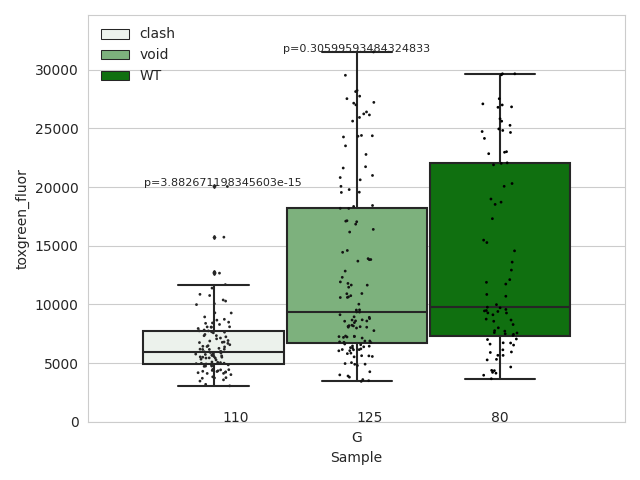 clash
void
WT
p=0.30599593484324833
p=3.882671198345603e-15
toxgreen_fluor
30000
25000
20000
15000
10000
5000
0
110 125 80
G
Sample